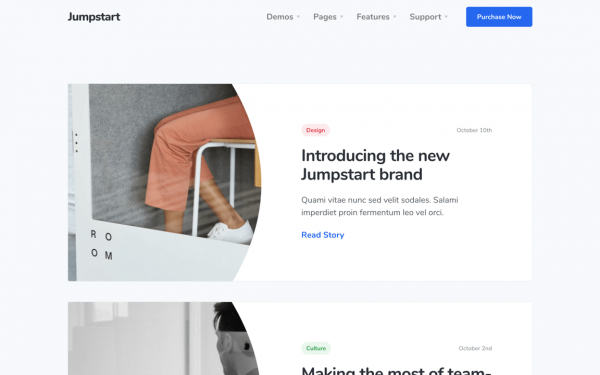 Jumpstart
Demos Pages Features Support Purchase Now
Design October 10th
Introducing the new
Jumpstart brand
Quami vitae nunc sed velit sodales. Salami
imperdiet proin fermentum leo vel orci.
Read Story
R O
O M
Culture October 2nd
Making the most of team-